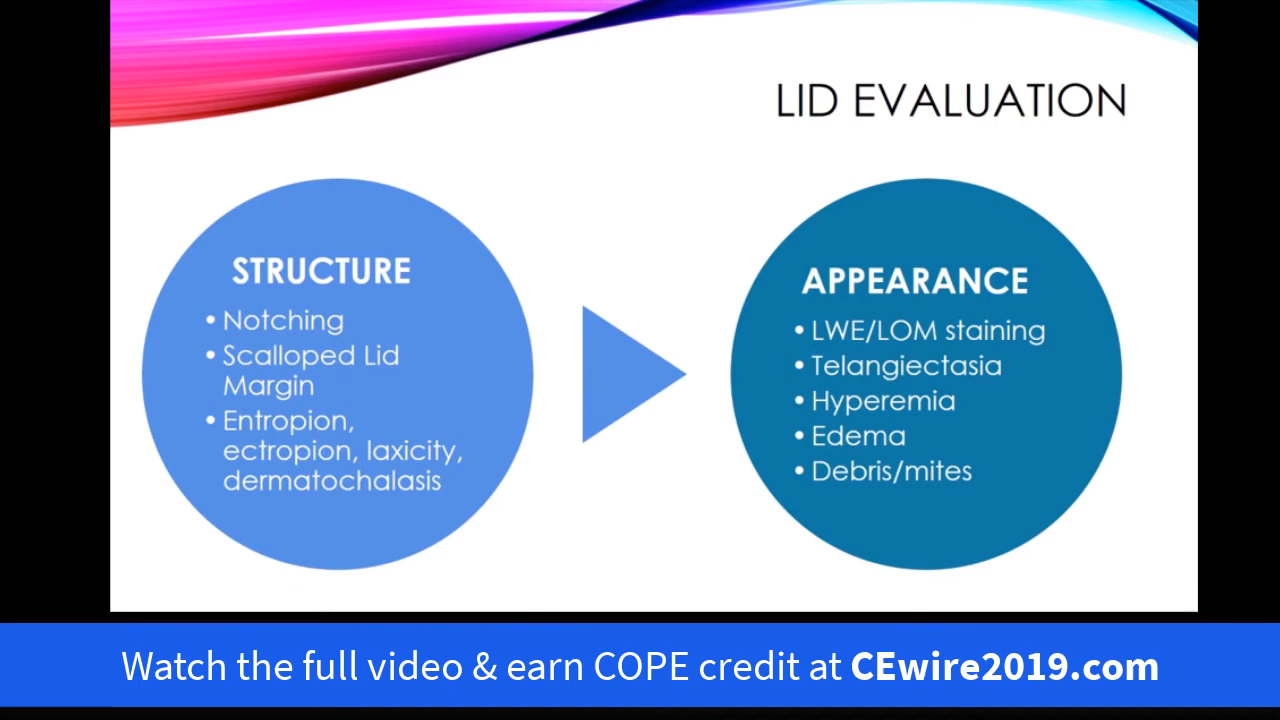 LID EVALUATION
STRUCTURE
• Notching
• Scalloped Lid
Margin
• Entropion,
ectropion, laxicity,
dermatochalasis
APPEARANCE
• LWE/LOM staining
• Telangiectasia
• Hyperemia
• Edema
• Debris/mites
Watch the full video & earn COPE credit at CEwire2019.com